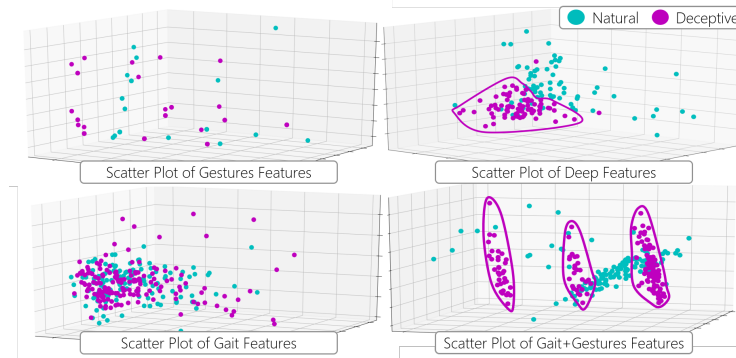 Natural Deceptive
Scatter Plot of Gestures Features
Scatter Plot of Deep Features
Scatter Plot of Gait Features
Scatter Plot of Gait+Gestures Features